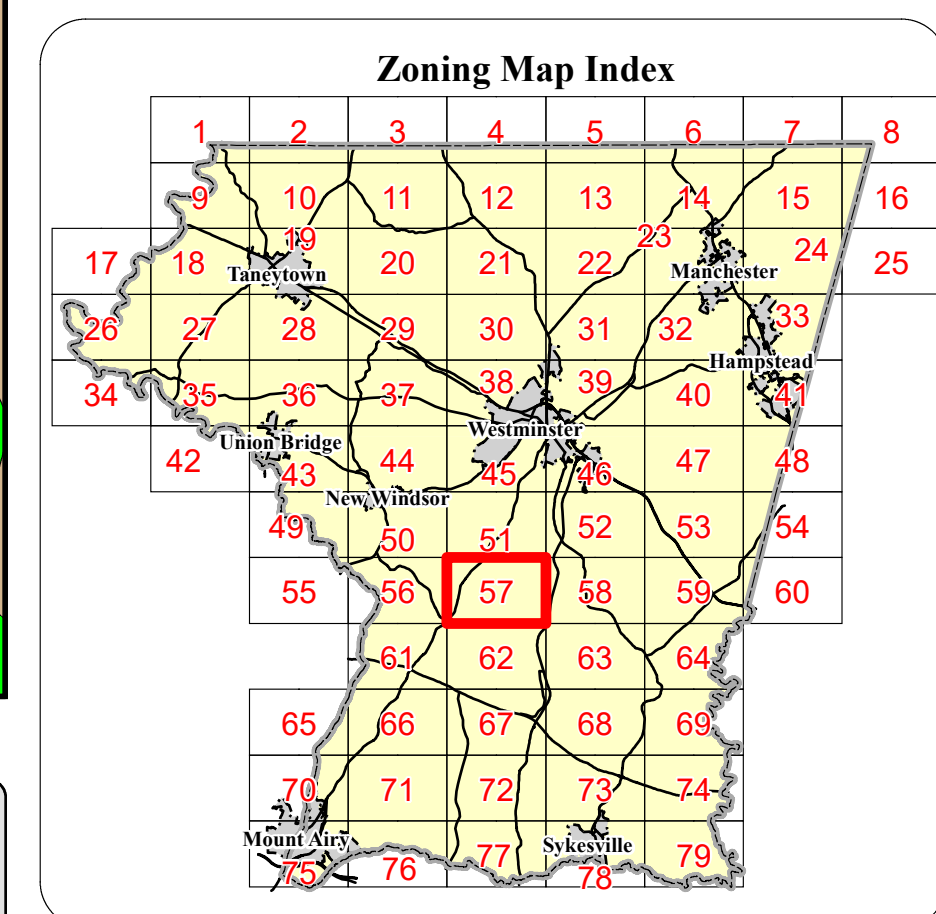 Zoning Map Index
1 2 3 4 5 6 7 8
9 10 11 12 13 14 15 16
17 18 19 20 21 22 23 24 25
Taneytown Manchester
26 27 28 29 30 31 32 33
Hampstead
34 35 36 37 38 39 40 41
Union Bridge Westminster
42 43 44 45 46 47 48
New Windsor
49 50 51 52 53 54
55 56 57 58 59 60
61 62 63 64
65 66 67 68 69
70 71 72 73 74
Mount Airy Sykesville
75 76 77 78 79